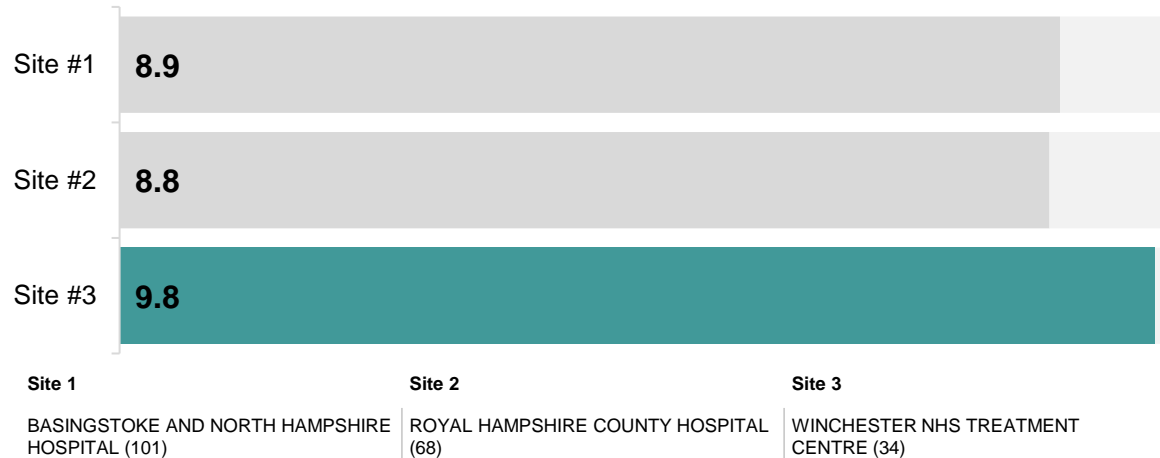 Site #1
8.9
Site #2
8.8
Site #3
9.8
Site 1
BASINGSTOKE AND NORTH HAMPSHIRE
HOSPITAL (101)
Site 2
ROYAL HAMPSHIRE COUNTY HOSPITAL
(68)
Site 3
WINCHESTER NHS TREATMENT
CENTRE (34)